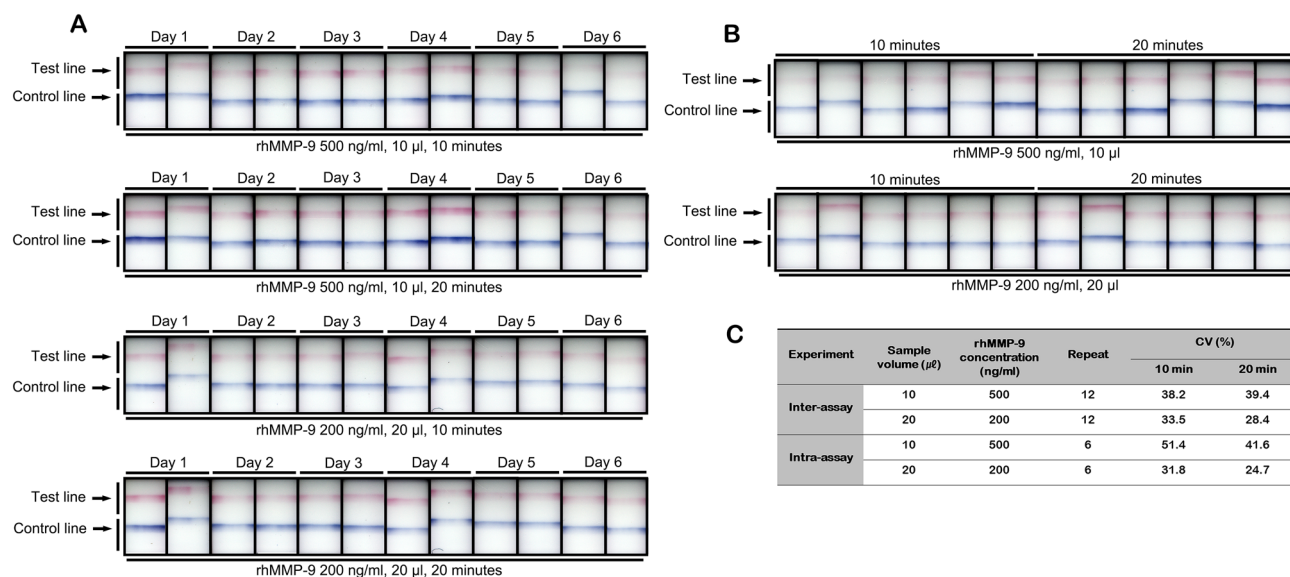 A
Day 1 Day 2 Day 3 Day 4 Day 5 Day 6
Test line
Control line
rhMMP-9 500 ng/ml, 10 µl, 10 minutes
Day 1 Day 2 Day 3 Day 4 Day 5 Day 6
Test line
Control line
rhMMP-9 500 ng/ml, 10 µl, 20 minutes
Day 1 Day 2 Day 3 Day 4 Day 5 Day 6
Test line
Control line
rhMMP-9 200 ng/ml, 20 µl, 10 minutes
Day 1 Day 2 Day 3 Day 4 Day 5 Day 6
Test line
Control line
rhMMP-9 200 ng/ml, 20 µl, 20 minutes
B
10 minutes 20 minutes
Test line
Control line
rhMMP-9 500 ng/ml, 10 µl
10 minutes 20 minutes
Test line
Control line
rhMMP-9 200 ng/ml, 20 µl
C
Experiment Sample volume (㎕) rhMMP-9 concentration (ng/ml) Repeat CV (%)
10 min 20 min
Inter-assay 10 500 12 38.2 39.4
20 200 12 33.5 28.4
Intra-assay 10 500 6 51.4 41.6
20 200 6 31.8 24.7